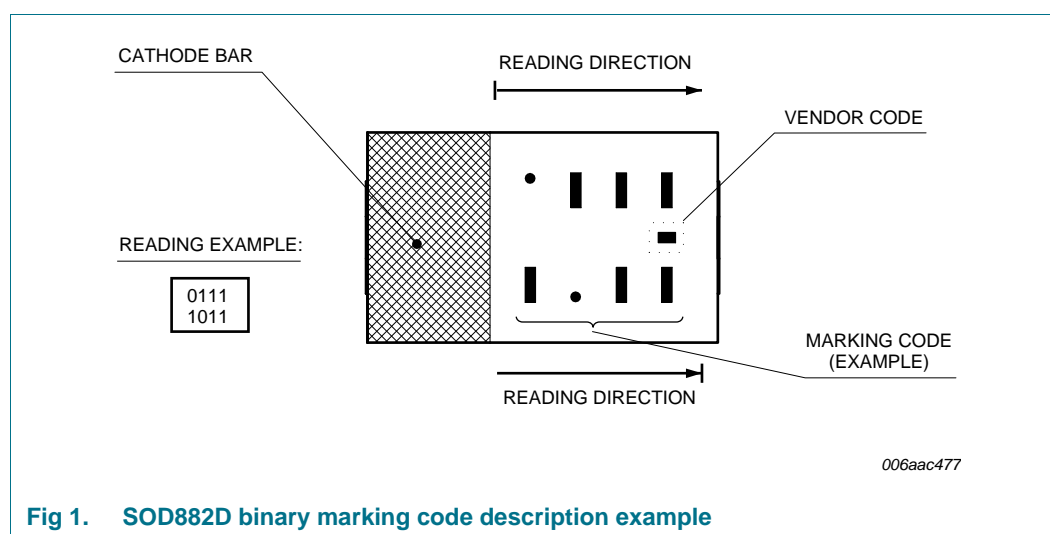 CATHODE BAR
READING DIRECTION
VENDOR CODE
READING EXAMPLE:
0111
1011
MARKING CODE
(EXAMPLE)
READING DIRECTION
006aac477
Fig 1. SOD882D binary marking code description example